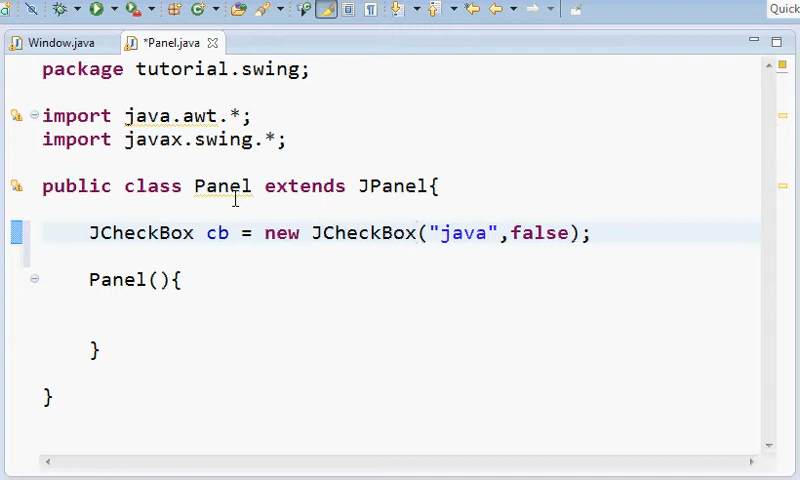 Quick
Window.java
*Panel.java
package tutorial.swing;
import java.awt.*;
import javax.swing.*;
public class Panel extends JPanel{
JCheckBox cb = new JCheckBox("java",false);
Panel(){
}
}